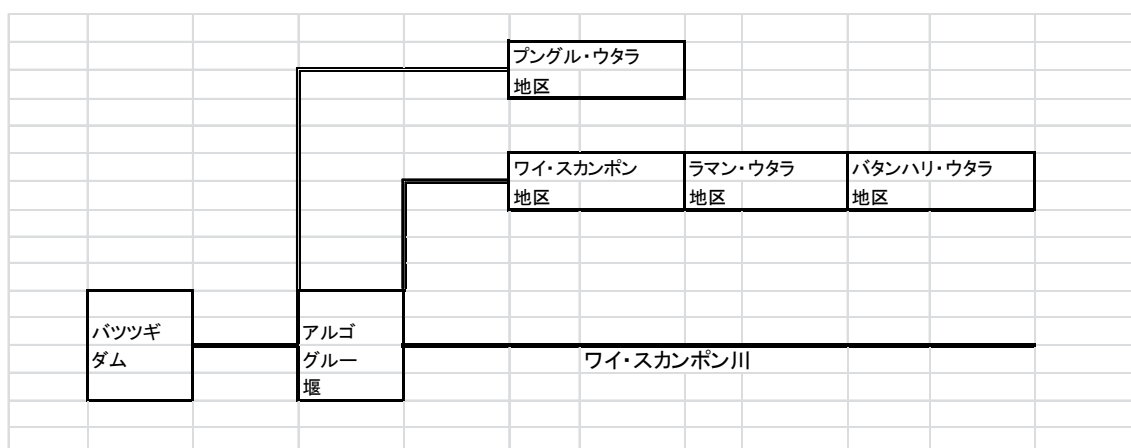 プングル・ウタラ
地区
ワイ・スカンポン
地区
ラマン・ウタラ
地区
バタンハリ・ウタラ
地区
バツツギ
ダム
アルゴ
グルー
堰
ワイ・スカンポン川